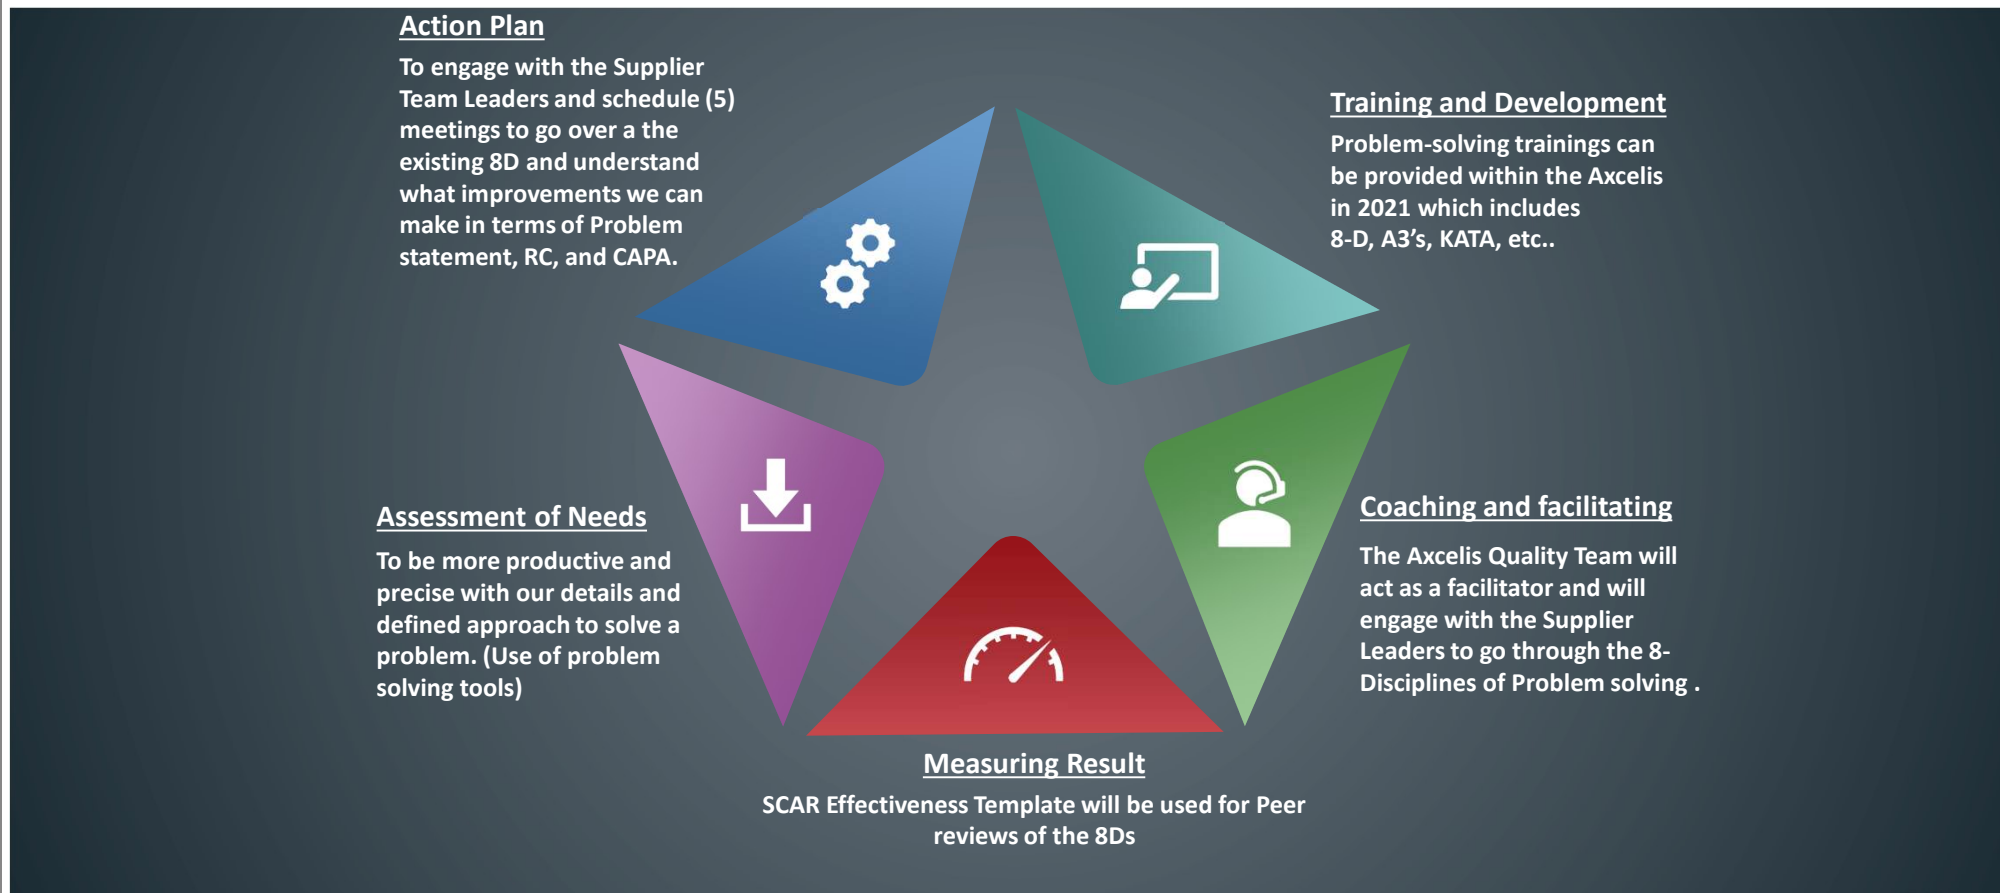 Action Plan
To engage with the Supplier
Team Leaders and schedule (5)
meetings to go over a the
existing 8D and understand
what improvements we can
make in terms of Problem
statement, RC, and CAPA.
Training and Development
Problem-solving trainings can
be provided within the Axcelis
in 2021 which includes
8-D, A3’s, KATA, etc..
Assessment of Needs
To be more productive and
precise with our details and
defined approach to solve a
problem. (Use of problem
solving tools)
Coaching and facilitating
The Axcelis Quality Team will
act as a facilitator and will
engage with the Supplier
Leaders to go through the 8-
Disciplines of Problem solving .
Measuring Result
SCAR Effectiveness Template will be used for Peer
reviews of the 8Ds